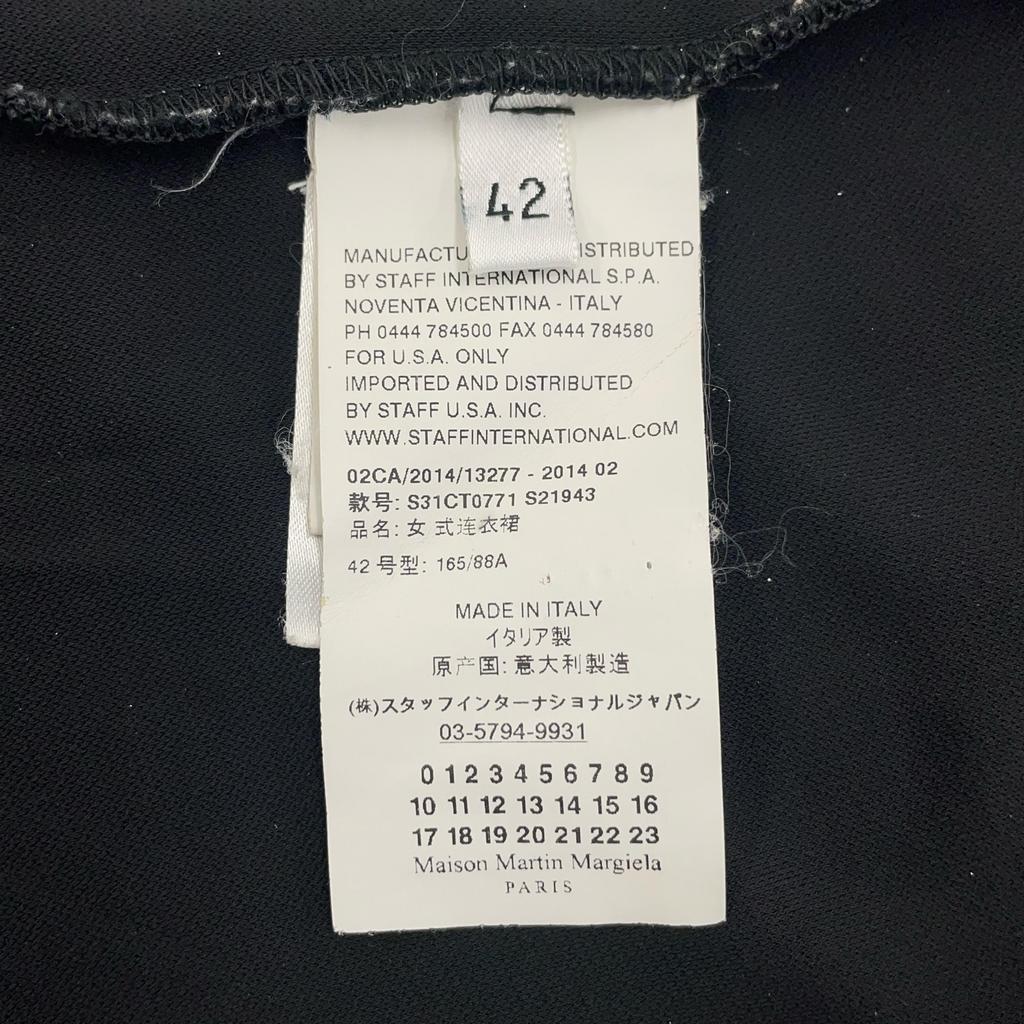 42
MANUFACTU ISTRIBUTED
BY STAFF INTERNATIONAL S.P.A.
NOVENTA VICENTINA - ITALY
PH 0444 784500 FAX 0444 784580
FOR U.S.A. ONLY
IMPORTED AND DISTRIBUTED
BY STAFF U.S.A. INC.
WWW.STAFFINTERNATIONAL.COM
02CA/2014/13277 - 2014 02
款号: S31CT0771 S21943
品名: 女 式连衣裙
42 号型: 165/88A
MADE IN ITALY
イタリア製
原产国: 意大利製造
(株)スタッフインターナショナルジャパン
03-5794-9931
0 1 2 3 4 5 6 7 8 9
10 11 12 13 14 15 16
17 18 19 20 21 22 23
Maison Martin Margiela
PARIS